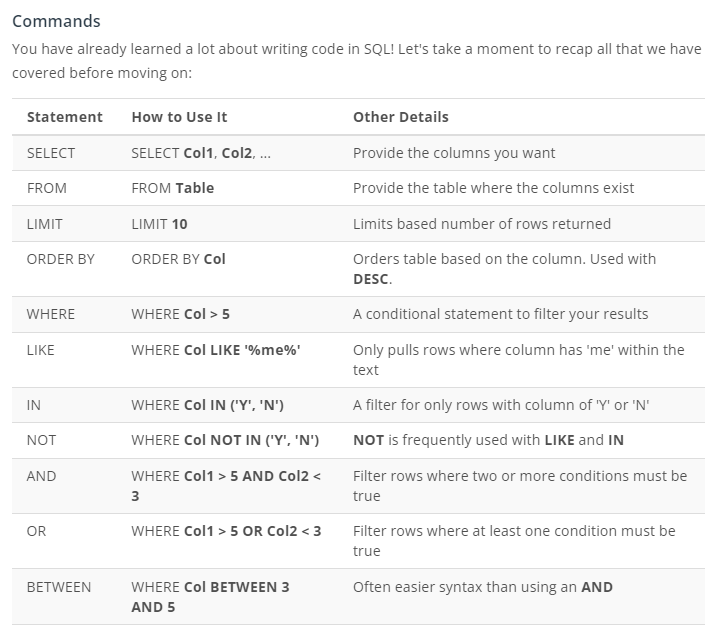 Commands
You have already learned a lot about writing code in SQL! Let's take a moment to recap all that we have
covered before moving on:
Statement How to Use It Other Details
SELECT SELECT Col1, Col2, ... Provide the columns you want
FROM FROM Table Provide the table where the columns exist
LIMIT LIMIT 10 Limits based number of rows returned
ORDER BY ORDER BY Col Orders table based on the column. Used with
DESC.
WHERE WHERE Col > 5 A conditional statement to filter your results
LIKE WHERE Col LIKE '%me%' Only pulls rows where column has 'me' within the
text
IN WHERE Col IN ('Y', 'N') A filter for only rows with column of 'Y' or 'N'
NOT WHERE Col NOT IN ('Y', 'N') NOT is frequently used with LIKE and IN
AND WHERE Col1 > 5 AND Col2 < Filter rows where two or more conditions must be
3 true
OR WHERE Col1 > 5 OR Col2 < 3 Filter rows where at least one condition must be
true
BETWEEN WHERE Col BETWEEN 3 Often easier syntax than using an AND
AND 5